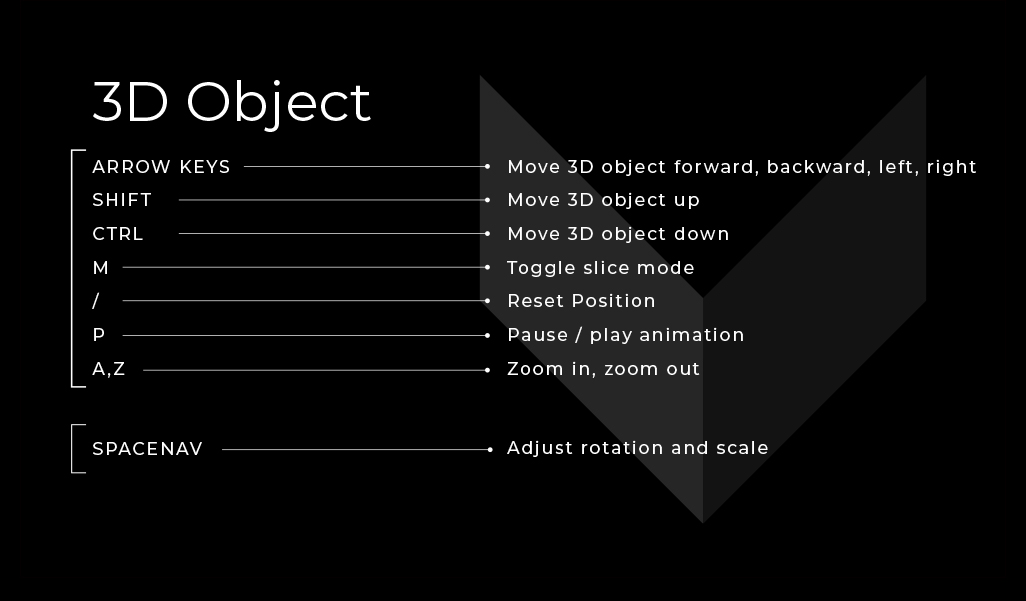 3D Object
ARROW KEYS Move 3D object forward, backward, left, right
SHIFT Move 3D object up
CTRL Move 3D object down
M Toggle slice mode
/ Reset Position
P Pause / play animation
A,Z Zoom in, zoom out
SPACENAV Adjust rotation and scale